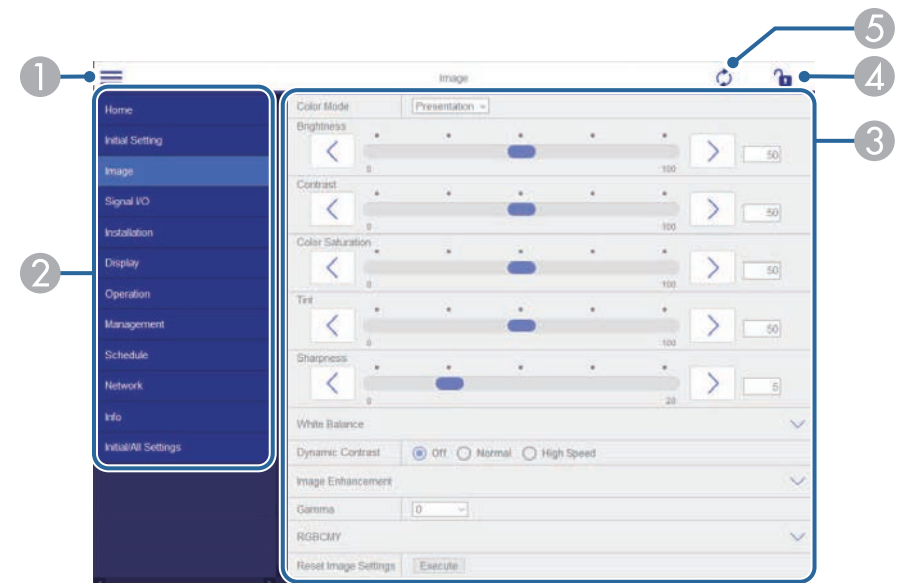 5
1
Image
4
Home
Color Mode
Presentation
Brightness
Initial Setting
3
50
0
100
Image
Contrast
Signal I/O
50
0
100
Installation
Color Saturation
Display
2
50
0
100
Operation
Tint
Management
50
0
100
Schedule
Sharpness
Network
5
0
20
Info
White Balance
Initial/All Settings
Dynamic Contrast
Off
Normal
High Speed
Image Enhancement
Gamma
0
RGBCMY
Reset Image Settings
Execute